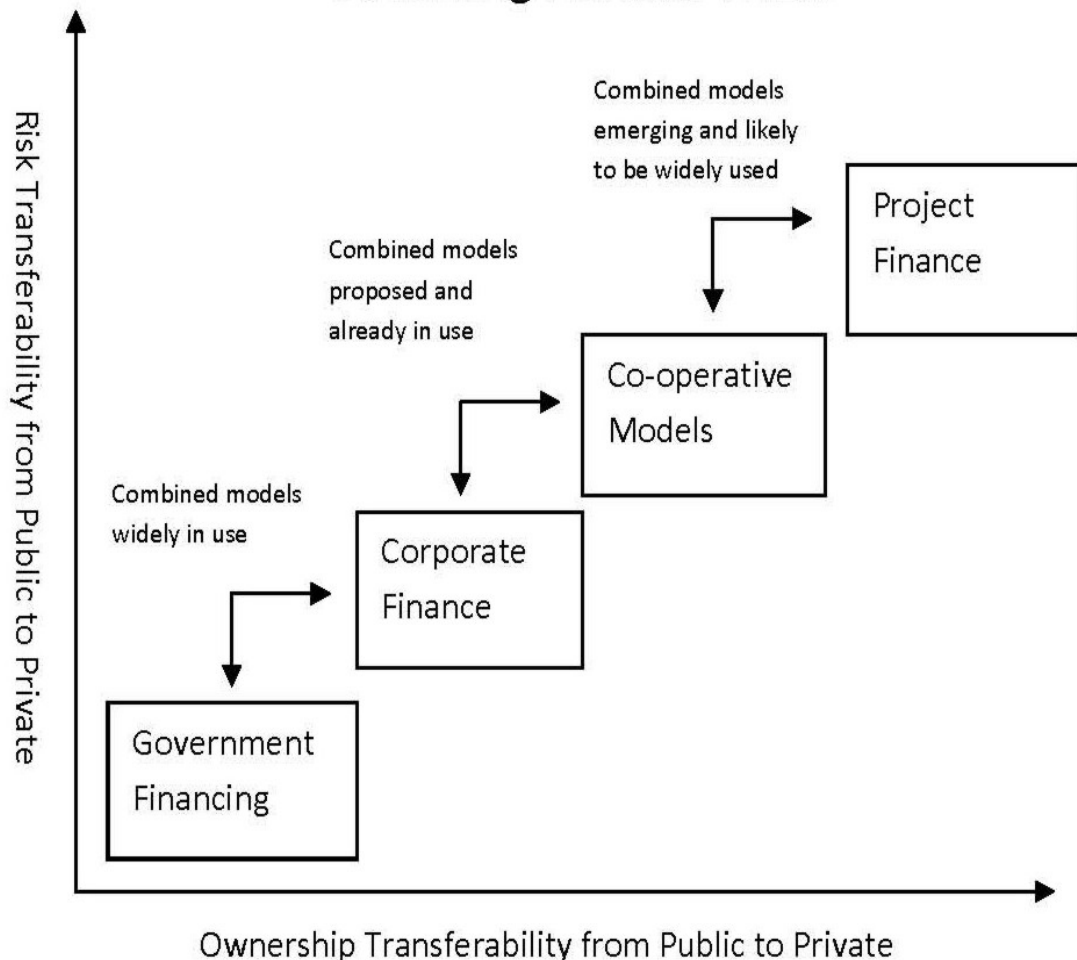 Combined models
emerging and likely
to be widely used
Project
Finance
Combined models
proposed and
already in use
Co-operative
Models
Combined models
widely in use
Corporate
Finance
Government
Financing
Risk Transferability from Public to Private
Ownership Transferability from Public to Private